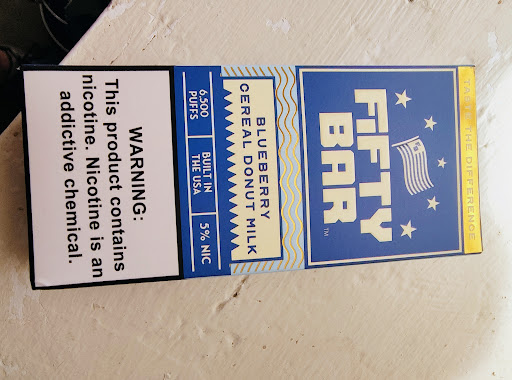 TASTE THE DIFFERENCE
FIFTY
BAR™
BLUEBERRY
CEREAL DONUT MILK
6,500
PUFFS
BUILT IN
THE USA
5% NIC
WARNING:
This product contains
nicotine. Nicotine is an
addictive chemical.